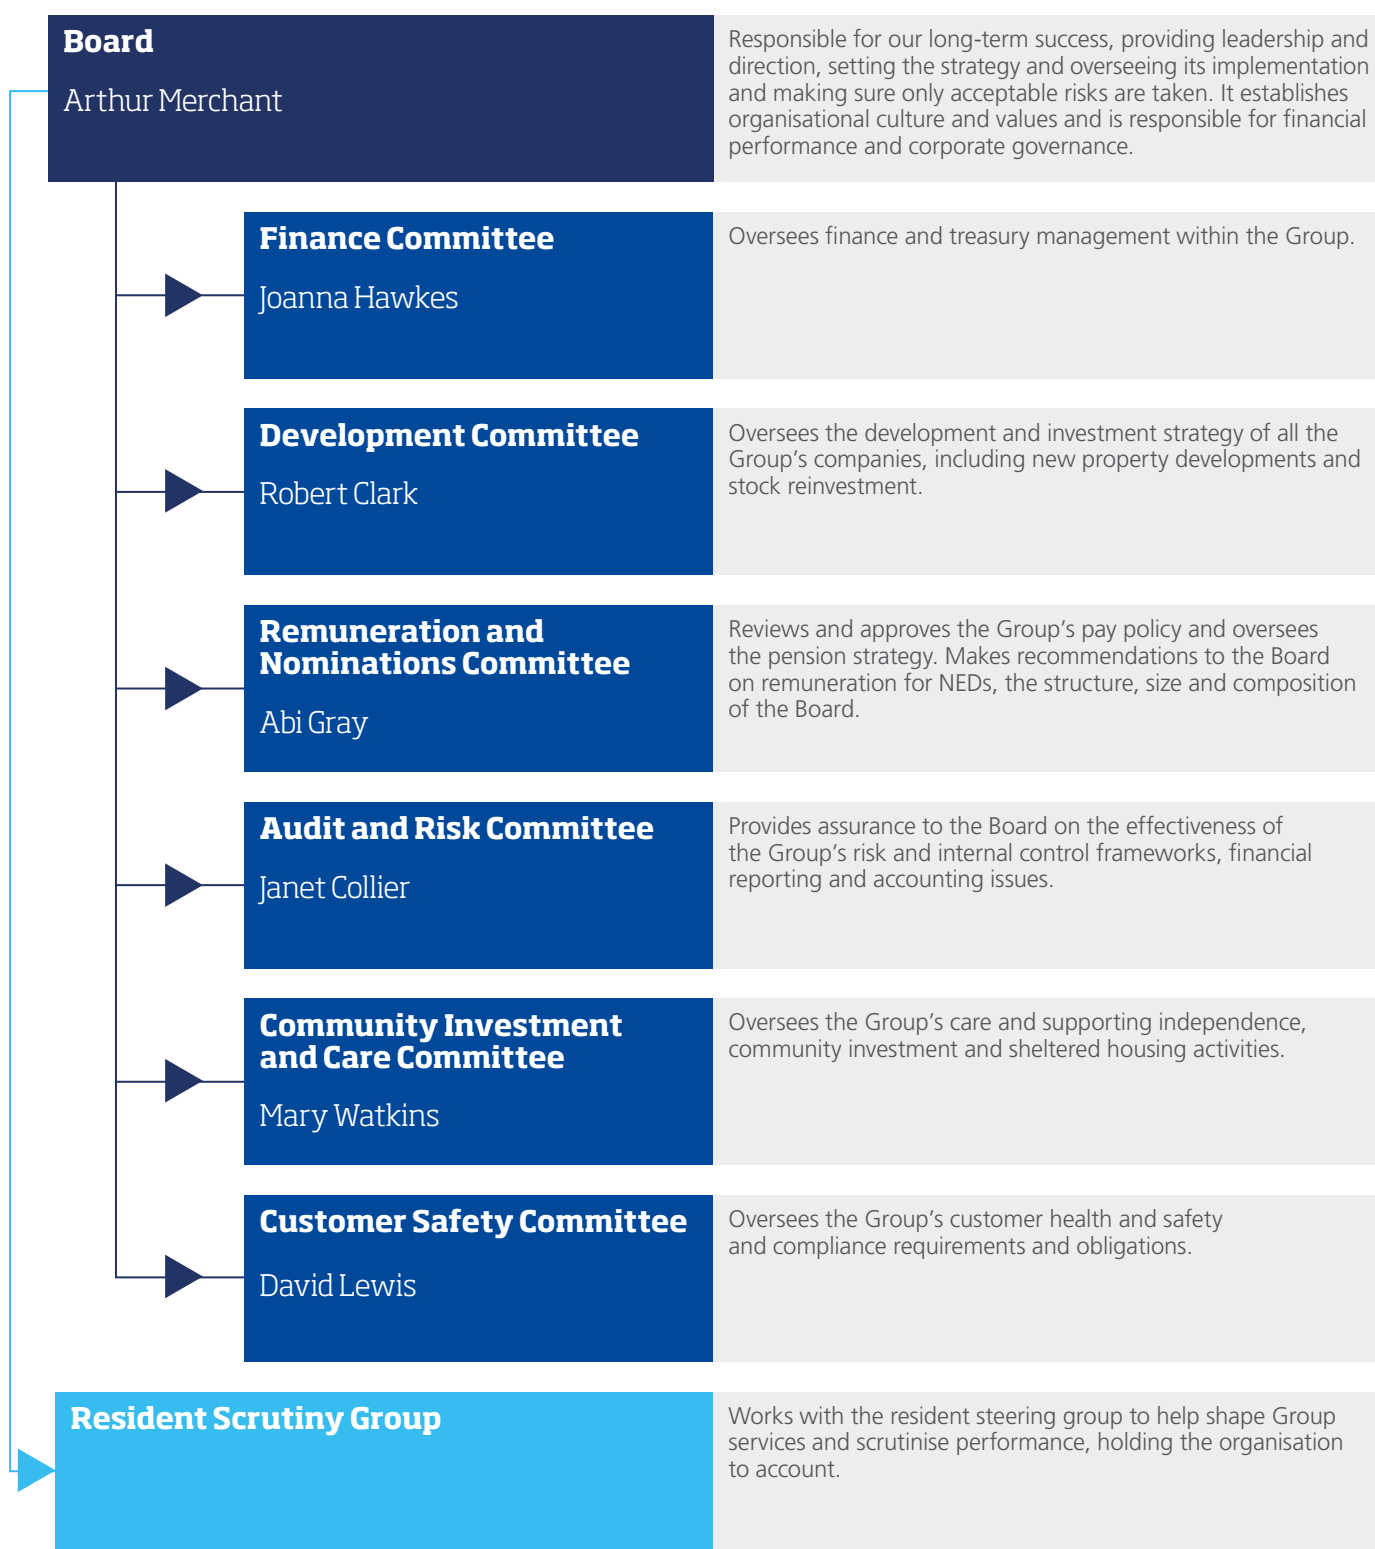 Board
Arthur Merchant
Responsible for our long-term success, providing leadership and
direction, setting the strategy and overseeing its implementation
and making sure only acceptable risks are taken. It establishes
organisational culture and values and is responsible for financial
performance and corporate governance.
Finance Committee
Joanna Hawkes
Oversees finance and treasury management within the Group.
Development Committee
Robert Clark
Oversees the development and investment strategy of all the
Group’s companies, including new property developments and
stock reinvestment.
Remuneration and
Nominations Committee
Abi Gray
Reviews and approves the Group’s pay policy and oversees
the pension strategy. Makes recommendations to the Board
on remuneration for NEDs, the structure, size and composition
of the Board.
Audit and Risk Committee
Janet Collier
Provides assurance to the Board on the effectiveness of
the Group’s risk and internal control frameworks, financial
reporting and accounting issues.
Community Investment
and Care Committee
Mary Watkins
Oversees the Group’s care and supporting independence,
community investment and sheltered housing activities.
Customer Safety Committee
David Lewis
Oversees the Group’s customer health and safety
and compliance requirements and obligations.
Resident Scrutiny Group
Works with the resident steering group to help shape Group
services and scrutinise performance, holding the organisation
to account.